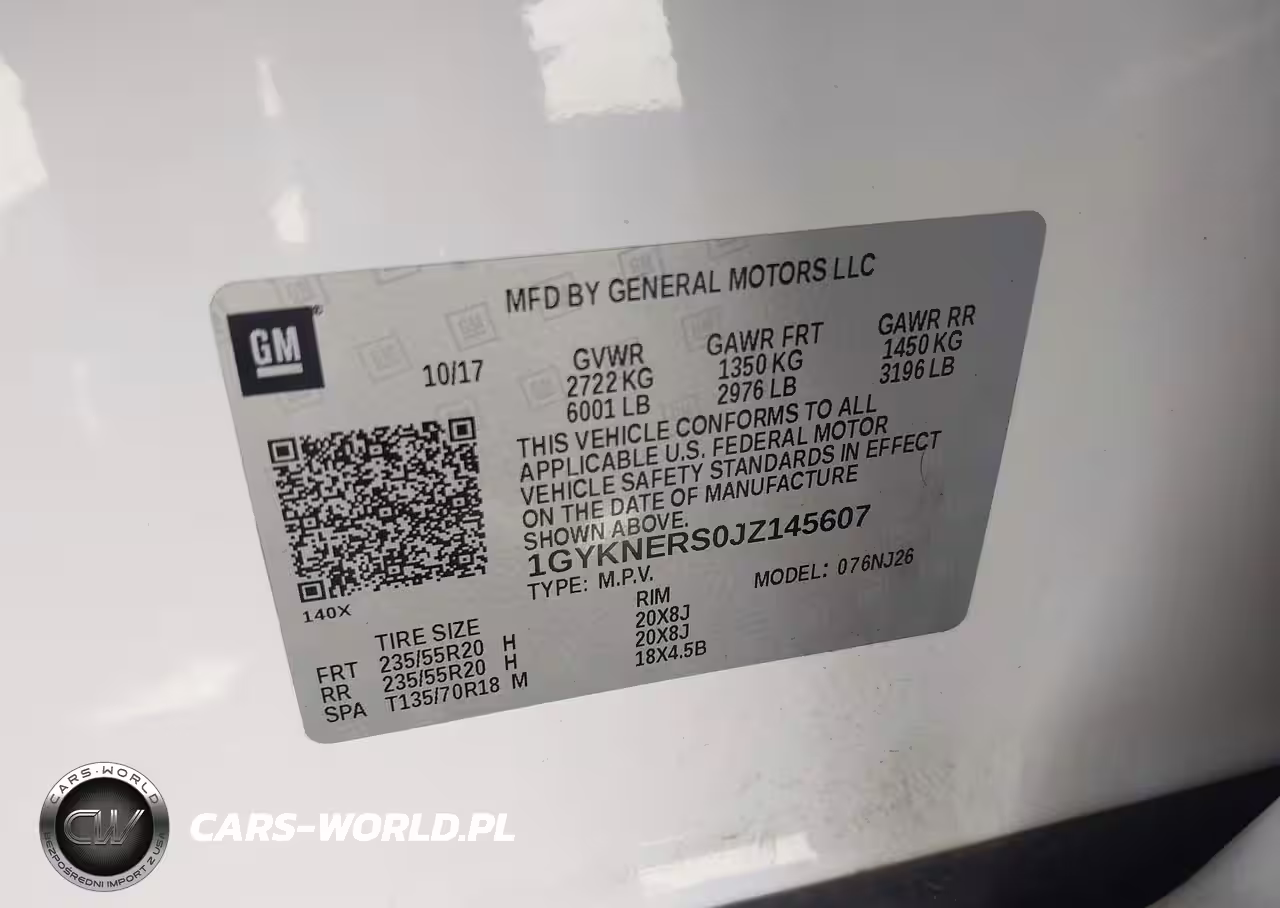 MFD BY GENERAL MOTORS LLC
GM
10/17
GVWR GAWR FRT GAWR RR
2722 KG 1350 KG 1450 KG
6001 LB 2976 LB 3196 LB
THIS VEHICLE CONFORMS TO ALL
APPLICABLE U.S. FEDERAL MOTOR
VEHICLE SAFETY STANDARDS IN EFFECT
ON THE DATE OF MANUFACTURE
SHOWN ABOVE.
1GYKNERS0JZ145607
TYPE: M.P.V. MODEL: 076NJ26
140X
TIRE SIZE RIM
FRT 235/55R20 H 20X8J
RR 235/55R20 H 20X8J
SPA T135/70R18 M 18X4.5B
CARS-WORLD
CW
BEZPOŚREDNI IMPORT Z USA
CARS-WORLD.PL